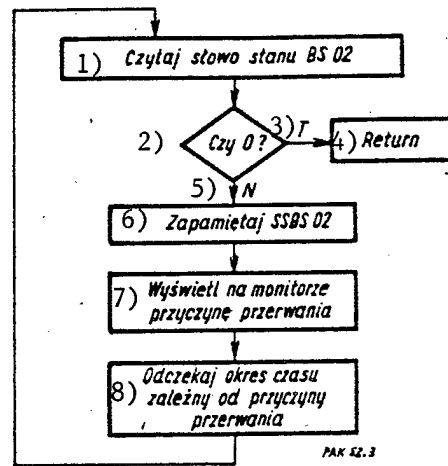 1) Czytaj słowo stanu BS 02
2) Czy 0 ? 3) T 4) Return
5) N
6) Zapamiętaj SSBS 02
7) Wyświetl na monitorze
przyczynę przerwania
8) Odczekaj okres czasu
zależny od przyczyny
przerwania
PAK 52.3